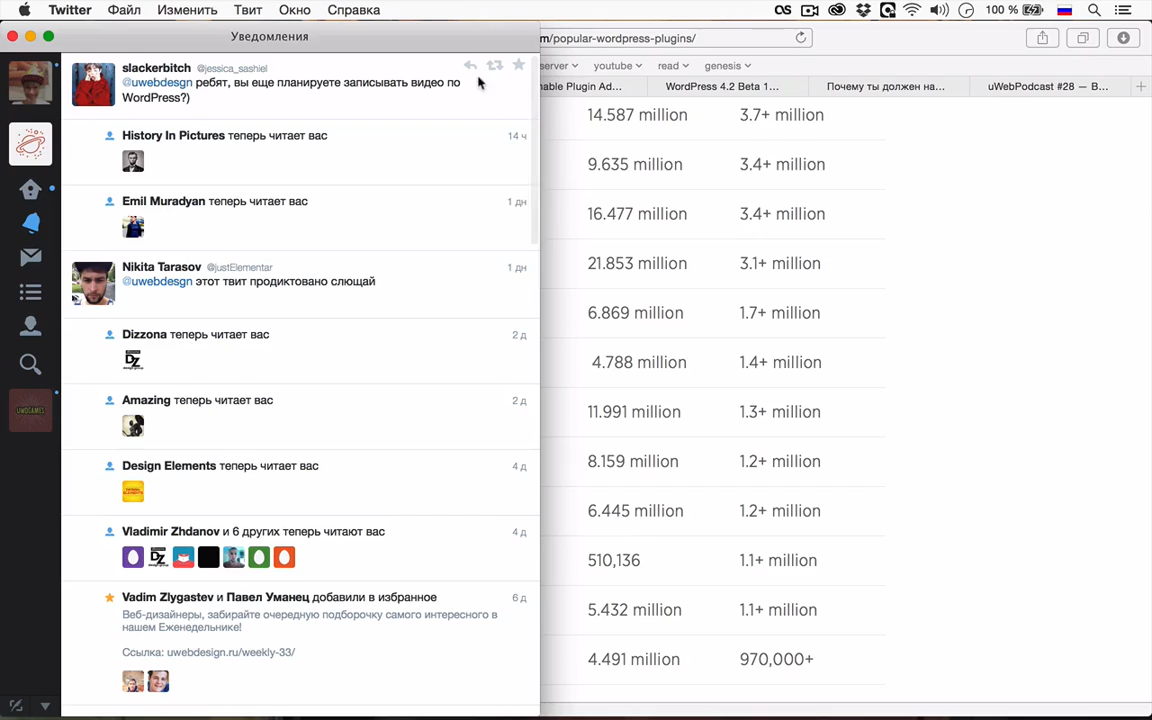 Twitter Файл Изменить Твит Окно Справка 100 %
Уведомления
m/popular-wordpress-plugins/
server youtube read genesis
nable Plugin Ad... WordPress 4.2 Beta 1... Почему ты должен на... uWebPodcast #28 — В...
slackerbitch @jessica_sashiel
@uwebdesgn ребят, вы еще планируете записывать видео по
WordPress?)
History In Pictures теперь читает вас 14 ч
Emil Muradyan теперь читает вас 1 дн
Nikita Tarasov @justElementar 1 дн
@uwebdesgn этот твит продиктовано слющай
Dizzona теперь читает вас 2 д
DZ
Amazing теперь читает вас 2 д
Design Elements теперь читает вас 4 д
Vladimir Zhdanov и 6 других теперь читают вас 4 д
DZ
Vadim Zlygastev и Павел Уманец добавили в избранное 6 д
Веб-дизайнеры, забирайте очередную подборочку самого интересного в
нашем Еженедельнике!
Ссылка: uwebdesign.ru/weekly-33/
UWDGAMES
14.587 million 3.7+ million
9.635 million 3.4+ million
16.477 million 3.4+ million
21.853 million 3.1+ million
6.869 million 1.7+ million
4.788 million 1.4+ million
11.991 million 1.3+ million
8.159 million 1.2+ million
6.445 million 1.2+ million
510,136 1.1+ million
5.432 million 1.1+ million
4.491 million 970,000+